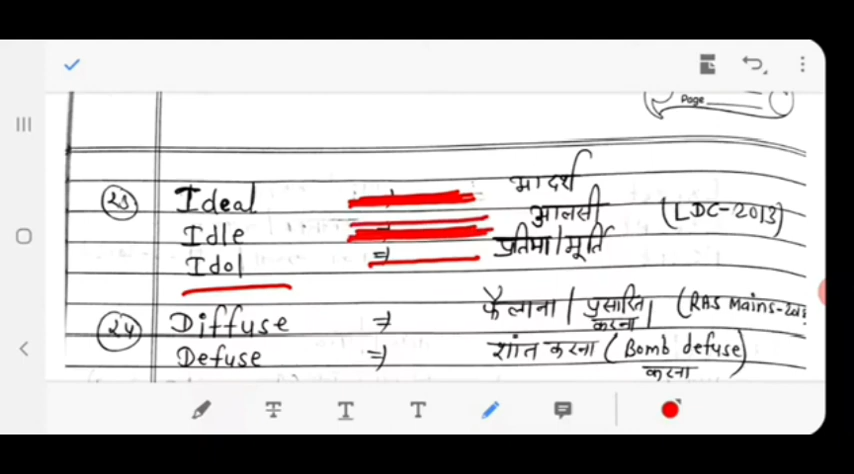 Page
23 Ideal ⇒ आदर्श
Idle ⇒ आलसी (LDC-2013)
Idol ⇒ प्रतिमा/मूर्ति
24 Diffuse ⇒ फैलाना / प्रसारित करना / (RAS Mains-
Defuse ⇒ शांत करना (Bomb defuse करना)